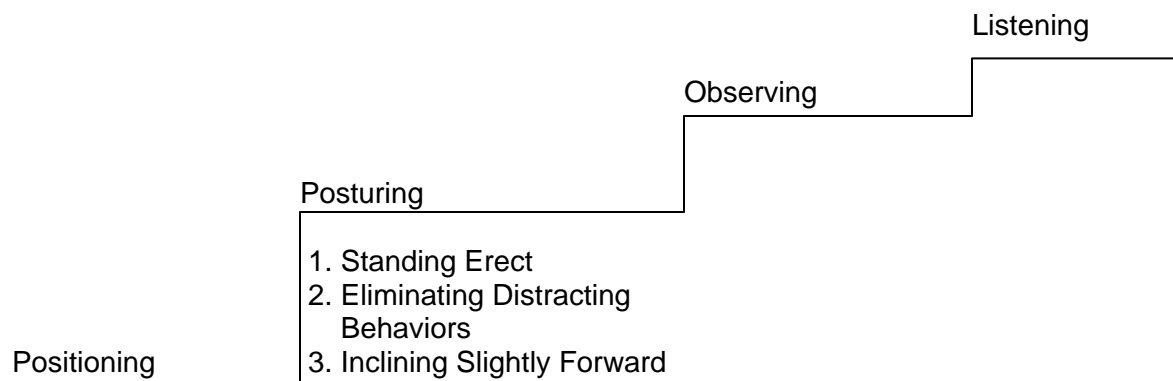 Listening
Observing
Posturing
1. Standing Erect
2. Eliminating Distracting
Behaviors
3. Inclining Slightly Forward
Positioning